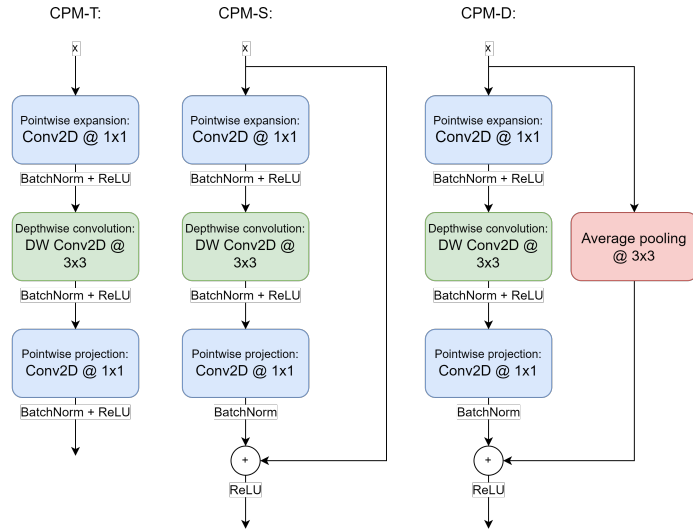 CPM-T:
x
Pointwise expansion:
Conv2D @ 1x1
BatchNorm + ReLU
Depthwise convolution:
DW Conv2D @
3x3
BatchNorm + ReLU
Pointwise projection:
Conv2D @ 1x1
BatchNorm + ReLU
CPM-S:
x
Pointwise expansion:
Conv2D @ 1x1
BatchNorm + ReLU
Depthwise convolution:
DW Conv2D @
3x3
BatchNorm + ReLU
Pointwise projection:
Conv2D @ 1x1
BatchNorm
+
ReLU
CPM-D:
x
Pointwise expansion:
Conv2D @ 1x1
BatchNorm + ReLU
Depthwise convolution:
DW Conv2D @
3x3
BatchNorm + ReLU
Pointwise projection:
Conv2D @ 1x1
BatchNorm
+
ReLU
Average pooling
@ 3x3